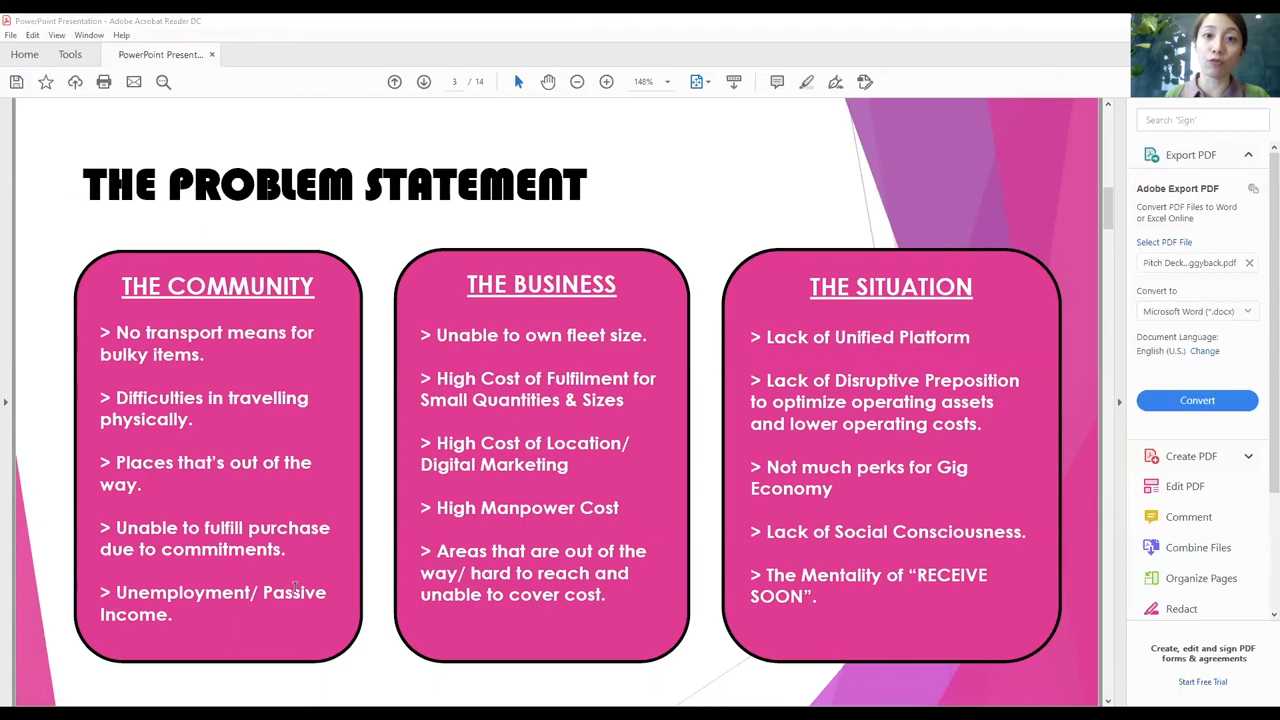 PowerPoint Presentation - Adobe Acrobat Reader DC
File Edit View Window Help
Home Tools PowerPoint Present... ×
3 / 14 148%
THE PROBLEM STATEMENT
THE COMMUNITY
> No transport means for
bulky items.
> Difficulties in travelling
physically.
> Places that's out of the
way.
> Unable to fulfill purchase
due to commitments.
> Unemployment/ Passive
Income.
THE BUSINESS
> Unable to own fleet size.
> High Cost of Fulfilment for
Small Quantities & Sizes
> High Cost of Location/
Digital Marketing
> High Manpower Cost
> Areas that are out of the
way/ hard to reach and
unable to cover cost.
THE SITUATION
> Lack of Unified Platform
> Lack of Disruptive Preposition
to optimize operating assets
and lower operating costs.
> Not much perks for Gig
Economy
> Lack of Social Consciousness.
> The Mentality of “RECEIVE
SOON”.
Search 'Sign'
Export PDF
Adobe Export PDF
Convert PDF Files to Word
or Excel Online
Select PDF File
Pitch Deck...ggyback.pdf
Convert to
Microsoft Word (*.docx)
Document Language:
English (U.S.) Change
Convert
Create PDF
Edit PDF
Comment
Combine Files
Organize Pages
Redact
Create, edit and sign PDF
forms & agreements
Start Free Trial